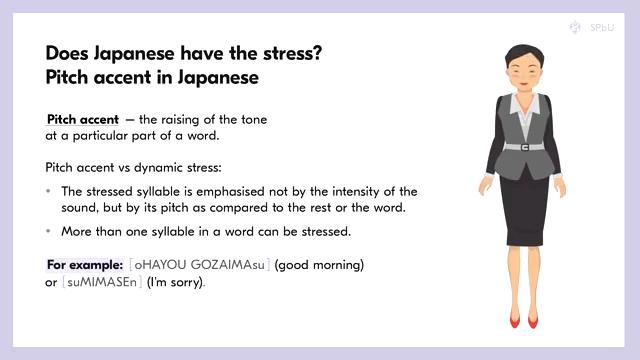 SPbU
Does Japanese have the stress?
Pitch accent in Japanese
Pitch accent – the raising of the tone
at a particular part of a word.
Pitch accent vs dynamic stress:
• The stressed syllable is emphasised not by the intensity of the
sound, but by its pitch as compared to the rest or the word.
• More than one syllable in a word can be stressed.
For example: [oHAYOU GOZAIMAsu] (good morning)
or [suMIMASEn] (I'm sorry).